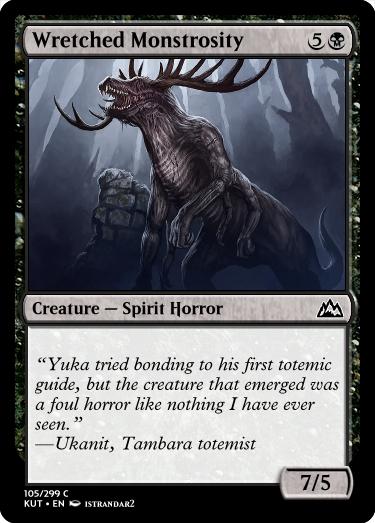 Wretched Monstrosity 5
Creature — Spirit Horror
“Yuka tried bonding to his first totemic
guide, but the creature that emerged was
a foul horror like nothing I have ever
seen.”
—Ukanit, Tambara totemist
7/5
105/299 C
KUT • EN ISTRANDAR2